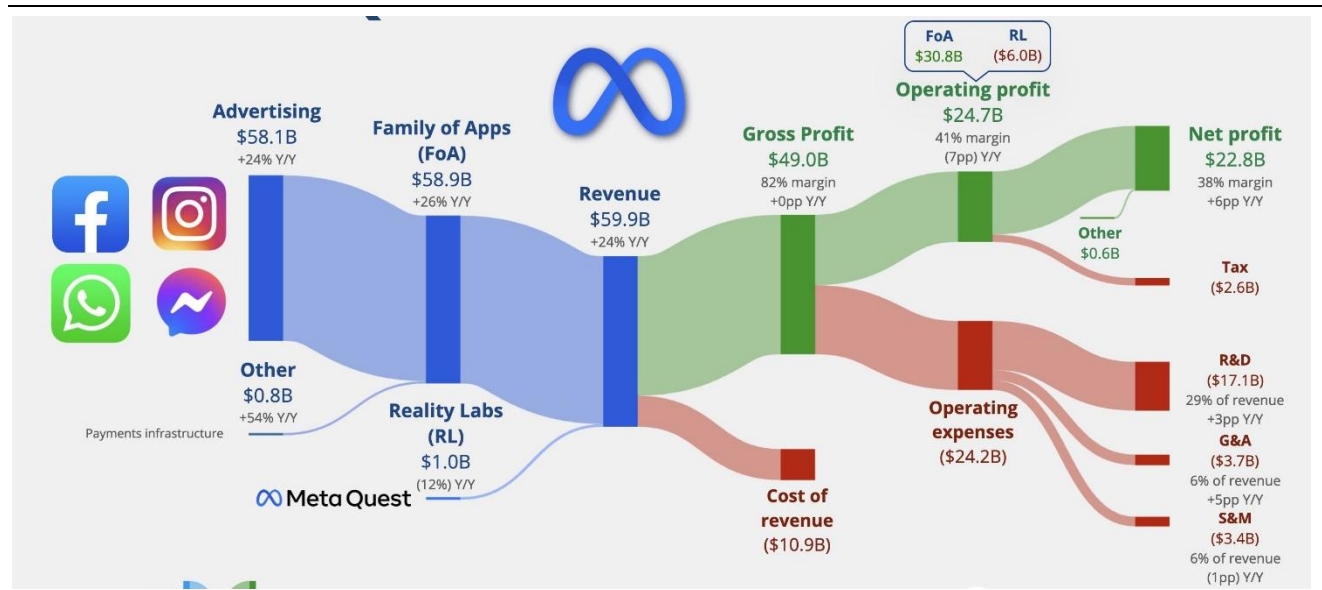 FoA RL
$30.8B ($6.0B)
Operating profit
$24.7B
41% margin
(7pp) Y/Y
Advertising
$58.1B
+24% Y/Y
Family of Apps
(FoA)
$58.9B
+26% Y/Y
Gross Profit
$49.0B
82% margin
+0pp Y/Y
Net profit
$22.8B
38% margin
+6pp Y/Y
Revenue
$59.9B
+24% Y/Y
Other
$0.6B
Tax
($2.6B)
Other
$0.8B
+54% Y/Y
Payments infrastructure
Reality Labs
(RL)
$1.0B
(12%) Y/Y
Meta Quest
Operating
expenses
($24.2B)
R&D
($17.1B)
29% of revenue
+3pp Y/Y
G&A
($3.7B)
6% of revenue
+5pp Y/Y
S&M
($3.4B)
6% of revenue
(1pp) Y/Y
Cost of
revenue
($10.9B)